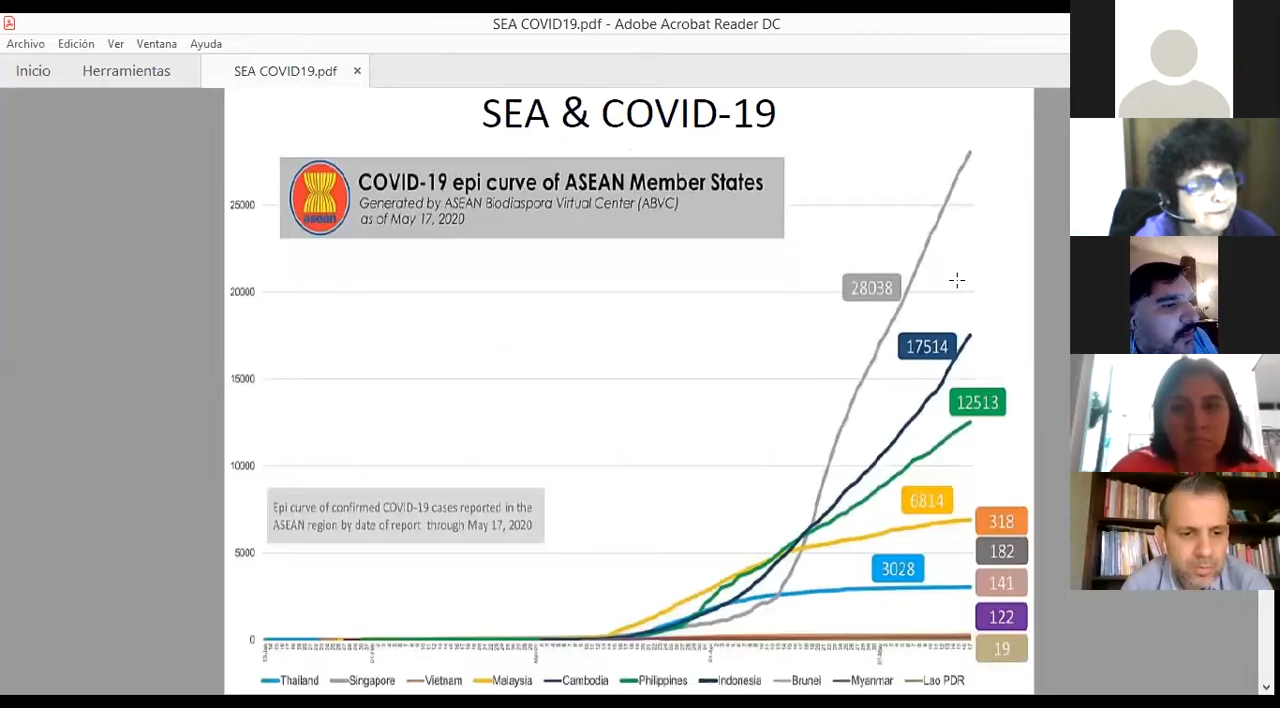 SEA COVID19.pdf - Adobe Acrobat Reader DC
Archivo Edición Ver Ventana Ayuda
Inicio Herramientas SEA COVID19.pdf ×
SEA & COVID-19
COVID-19 epi curve of ASEAN Member States
Generated by ASEAN Biodiaspora Virtual Center (ABVC)
as of May 17, 2020
asean
25000
20000
28038
17514
15000
12513
10000
6814
Epi curve of confirmed COVID-19 cases reported in the
ASEAN region by date of report through May 17, 2020
318
182
5000
3028
141
122
0
19
Thailand Singapore Vietnam Malaysia Cambodia Philippines Indonesia Brunei Myanmar Lao PDR